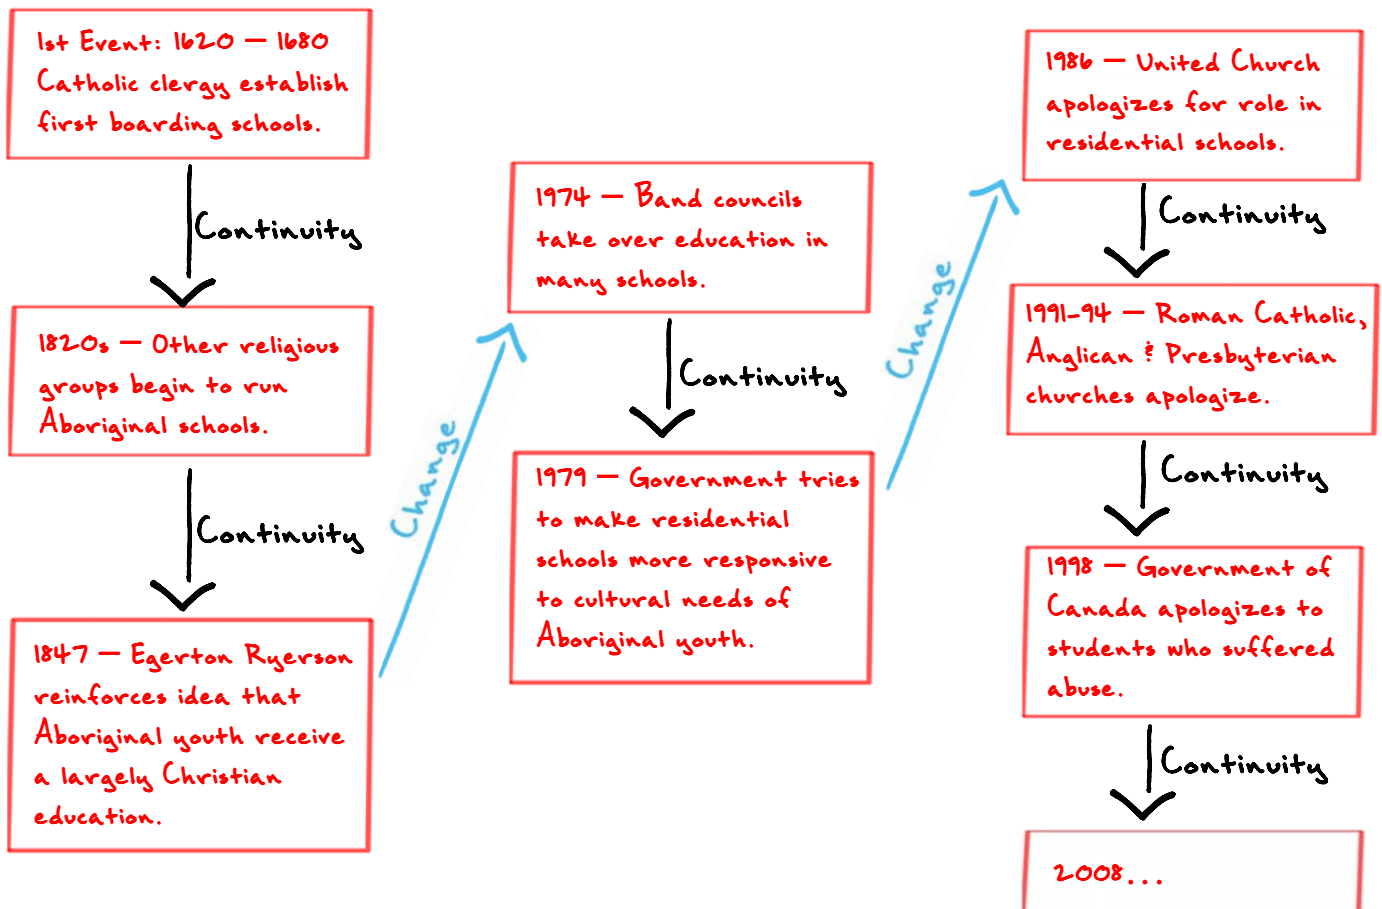 1st Event: 1620 — 1680
Catholic clergy establish
first boarding schools.
Continuity
1820s — Other religious
groups begin to run
Aboriginal schools.
Continuity
1847 — Egerton Ryerson
reinforces idea that
Aboriginal youth receive
a largely Christian
education.
Change
1974 — Band councils
take over education in
many schools.
Continuity
1979 — Government tries
to make residential
schools more responsive
to cultural needs of
Aboriginal youth.
Change
1986 — United Church
apologizes for role in
residential schools.
Continuity
1991-94 — Roman Catholic,
Anglican & Presbyterian
churches apologize.
Continuity
1998 — Government of
Canada apologizes to
students who suffered
abuse.
Continuity
2008...